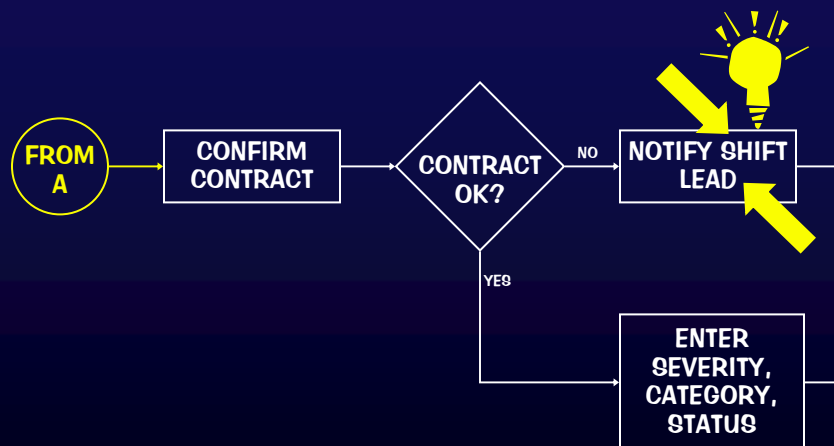 FROM
A
CONFIRM
CONTRACT
CONTRACT
OK?
NO
NOTIFY SHIFT
LEAD
YES
ENTER
SEVERITY,
CATEGORY,
STATUS